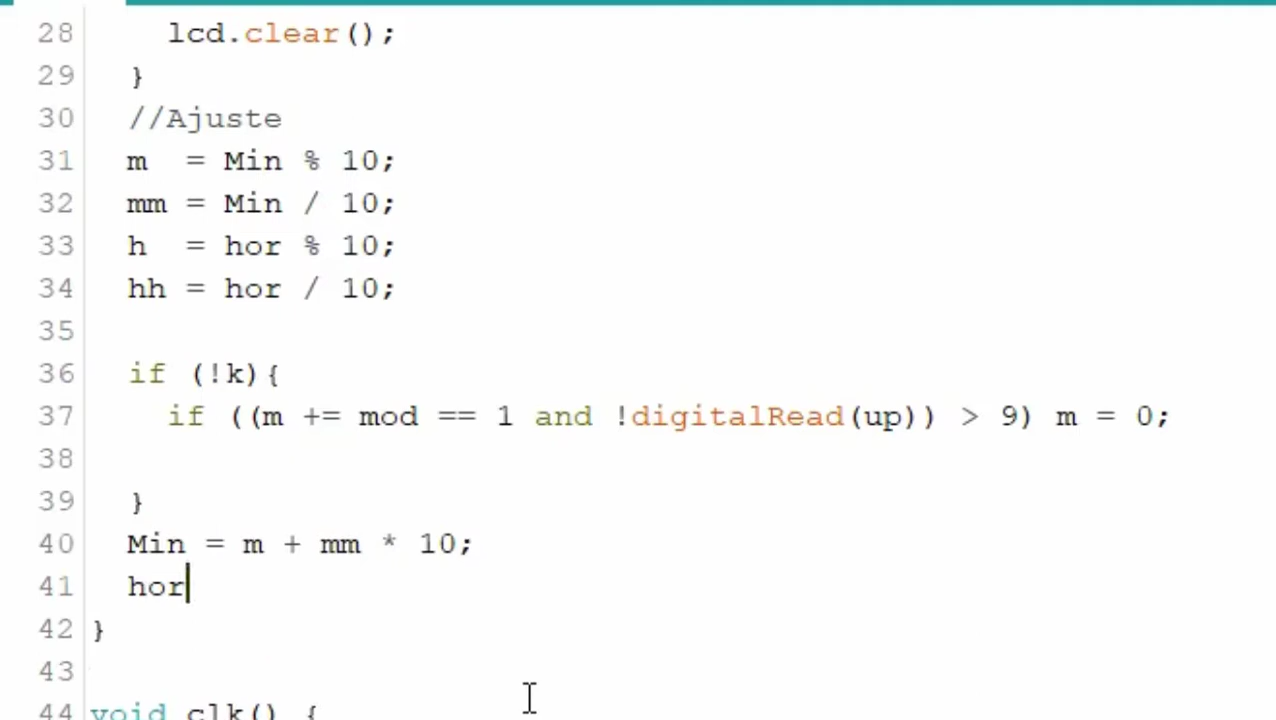 28 lcd.clear();
29 }
30 //Ajuste
31 m  = Min % 10;
32 mm = Min / 10;
33 h  = hor % 10;
34 hh = hor / 10;
35
36 if (!k){
37 if ((m += mod == 1 and !digitalRead(up)) > 9) m = 0;
38
39 }
40 Min = m + mm * 10;
41 hor
42 }
43
44 void clk() {